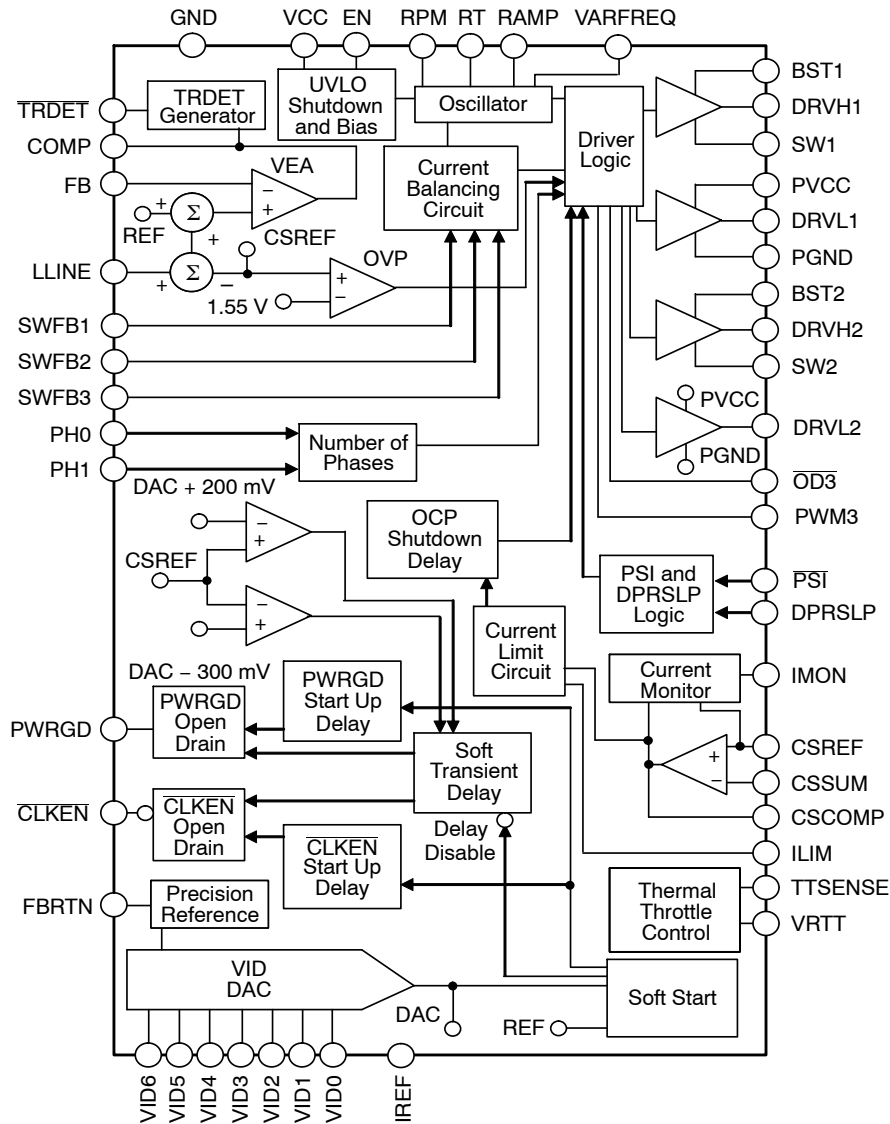 GND
VCC
EN
RPM
RT
RAMP
VARFREQ
TRDET
COMP
FB
LLINE
SWFB1
SWFB2
SWFB3
PH0
PH1
TRDET
Generator
UVLO
Shutdown
and Bias
Oscillator
Current
Balancing
Circuit
Driver
Logic
VEA
−
+
+
Σ
REF
+
CSREF
Σ
+
−
OVP
+
−
1.55 V
BST1
DRVH1
SW1
PVCC
DRVL1
PGND
BST2
DRVH2
SW2
PVCC
DRVL2
PGND
OD3
PWM3
Number of
Phases
DAC + 200 mV
−
+
CSREF
−
+
DAC − 300 mV
OCP
Shutdown
Delay
PSI and
DPRSLP
Logic
PSI
DPRSLP
Current
Limit
Circuit
Current
Monitor
IMON
PWRGD
PWRGD
Open
Drain
PWRGD
Start Up
Delay
Soft
Transient
Delay
+
−
CSREF
CSSUM
CSCOMP
ILIM
CLKEN
CLKEN
Open
Drain
CLKEN
Start Up
Delay
Delay
Disable
Thermal
Throttle
Control
TTSENSE
VRTT
FBRTN
Precision
Reference
VID
DAC
DAC
REF
Soft Start
VID6
VID5
VID4
VID3
VID2
VID1
VID0
IREF